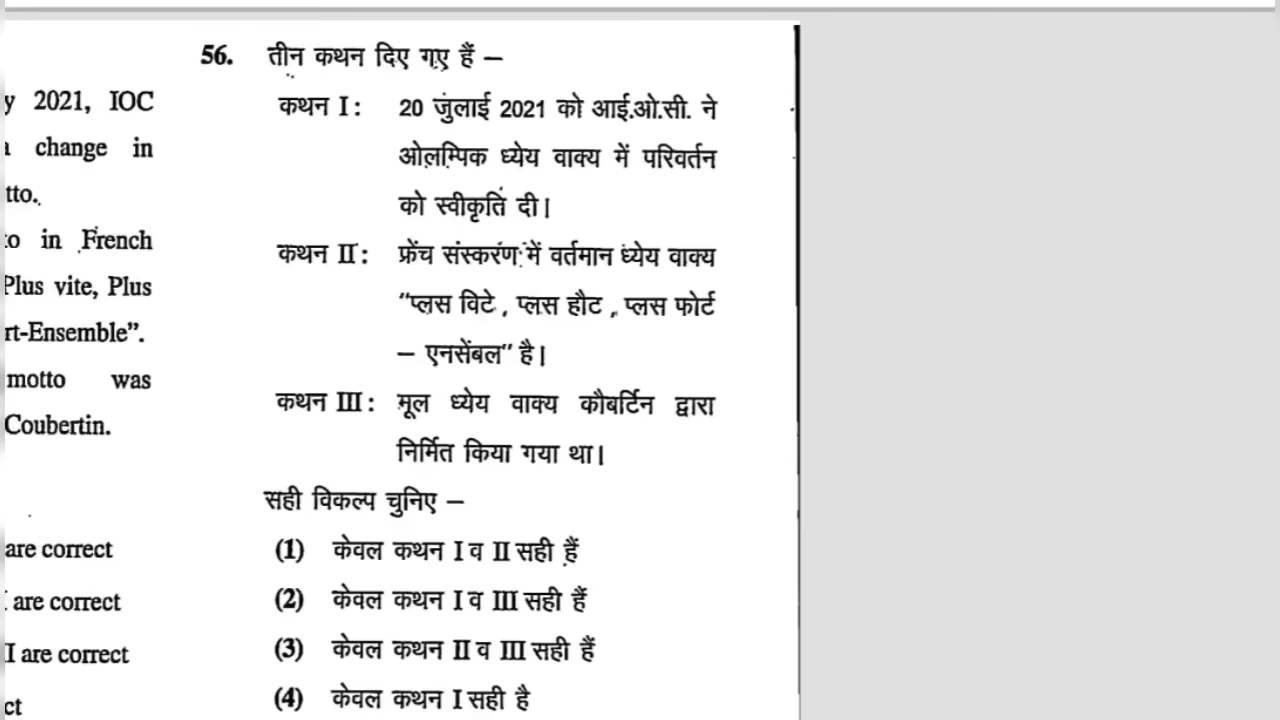 y 2021, IOC
change in
tto.
o in French
Plus vite, Plus
rt-Ensemble”.
motto was
Coubertin.
are correct
are correct
I are correct
ct
56. तीन कथन दिए गए हैं –
कथन I : 20 जुलाई 2021 को आई.ओ.सी. ने
ओलम्पिक ध्येय वाक्य में परिवर्तन
को स्वीकृति दी।
कथन II : फ्रेंच संस्करण में वर्तमान ध्येय वाक्य
“प्लस विटे, प्लस हौट, प्लस फोर्ट
– एनसेंबल” है।
कथन III : मूल ध्येय वाक्य कौबर्टिन द्वारा
निर्मित किया गया था।
सही विकल्प चुनिए –
(1) केवल कथन I व II सही हैं
(2) केवल कथन I व III सही हैं
(3) केवल कथन II व III सही हैं
(4) केवल कथन I सही है